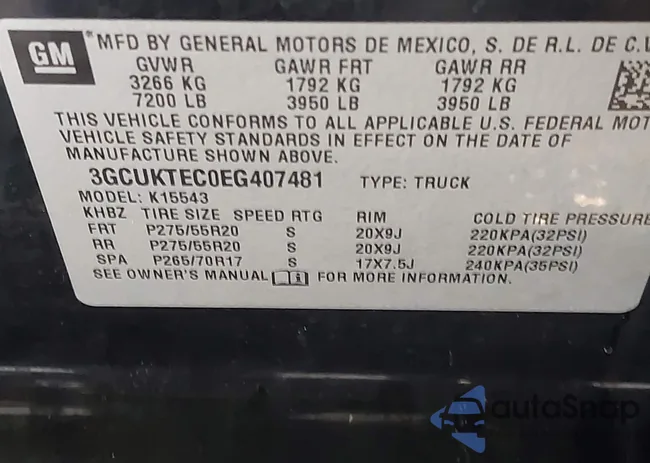 GM
MFD BY GENERAL MOTORS DE MEXICO, S. DE R.L. DE C.V
GVWR GAWR FRT GAWR RR
3266 KG 1792 KG 1792 KG
7200 LB 3950 LB 3950 LB
THIS VEHICLE CONFORMS TO ALL APPLICABLE U.S. FEDERAL MOT
VEHICLE SAFETY STANDARDS IN EFFECT ON THE DATE OF
MANUFACTURE SHOWN ABOVE.
3GCUKTEC0EG407481 TYPE: TRUCK
MODEL: K15543
KHBZ TIRE SIZE SPEED RTG RIM COLD TIRE PRESSURE
FRT P275/55R20 S 20X9J 220KPA(32PSI)
RR P275/55R20 S 20X9J 220KPA(32PSI)
SPA P265/70R17 S 17X7.5J 240KPA(35PSI)
SEE OWNER'S MANUAL FOR MORE INFORMATION.
autoSnap